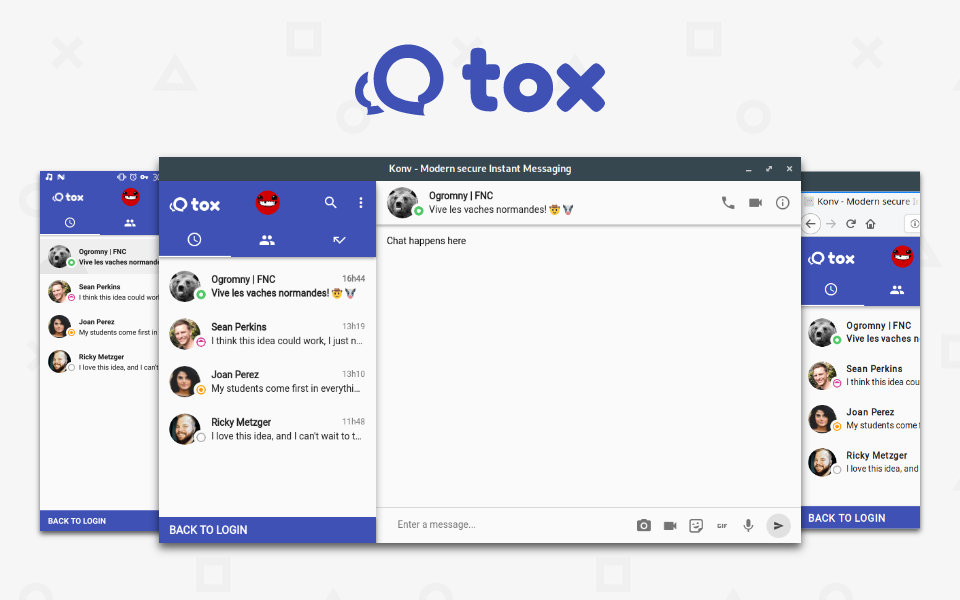 tox
Konv - Modern secure Instant Messaging
tox
Ogromny | FNC
Vive les vaches normandes! 🤠 🐮
Chat happens here
Ogromny | FNC
16h44
Vive les vaches normandes! 🤠 🐮
Sean Perkins
13h19
I think this idea could work, I just n...
Joan Perez
13h10
My students come first in everythi...
Ricky Metzger
11h48
I love this idea, and I can't wait to t...
BACK TO LOGIN
Enter a message...
GIF
tox
Ogromny | FNC
Vive les vaches normande
Sean Perkins
I think this idea could wor
Joan Perez
My students come first in
Ricky Metzger
I love this idea, and I can't
BACK TO LOGIN
Konv - Modern secure In
tox
Ogromny | FNC
Vive les vaches n
Sean Perkins
I think this idea cou
Joan Perez
My students come f
Ricky Metzger
I love this idea, and
BACK TO LOGIN